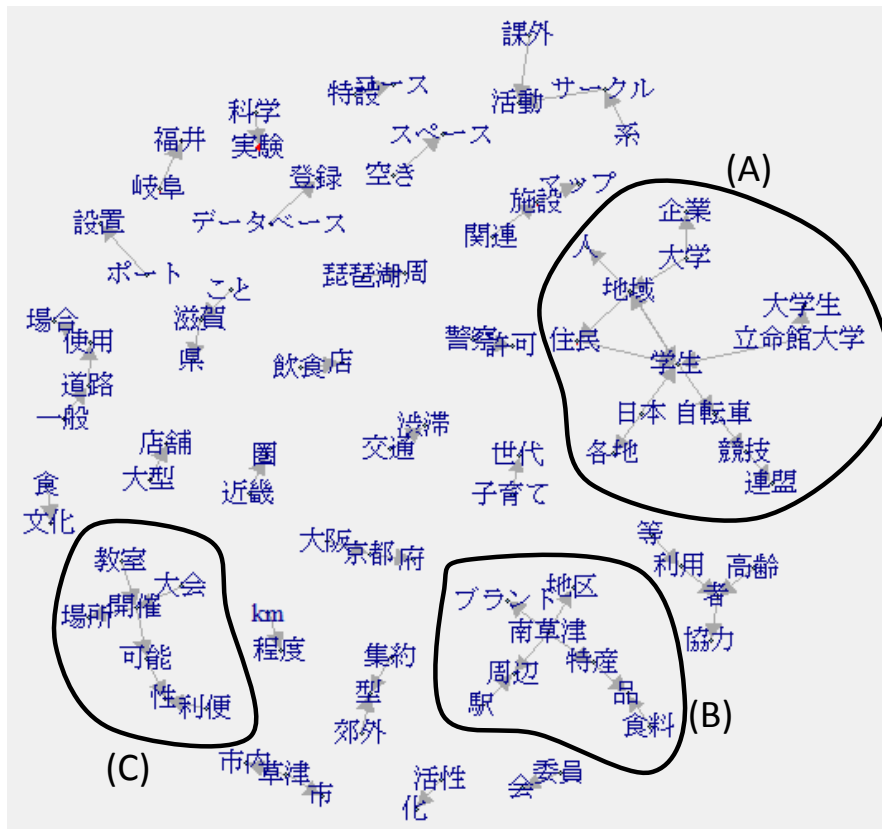 課外
特設 コース
活動 サークル
科学
系
福井
実験
スペース
空き
岐阜
登録
マップ
施設
(A)
設置
データベース
関連
企業
人
大学
ポート
琵琶湖 周
こと
地域
大学生
場合
滋賀
使用
県
警察 許可
住民
学生
立命館大学
飲食 店
道路
一般
日本 自転車
渋滞
店舗
交通
圏
世代
各地
競技
大型
近畿
子育て
連盟
食
文化
大阪 京都 府
等
教室
利用 高齢
大会
地区
者
場所 開催
ブランド
km
南草津
協力
可能
程度
集約
周辺 特産
性
型
品
利便
駅
食料
(B)
郊外
(C)
市内
草津
市
活性
化
委員
会